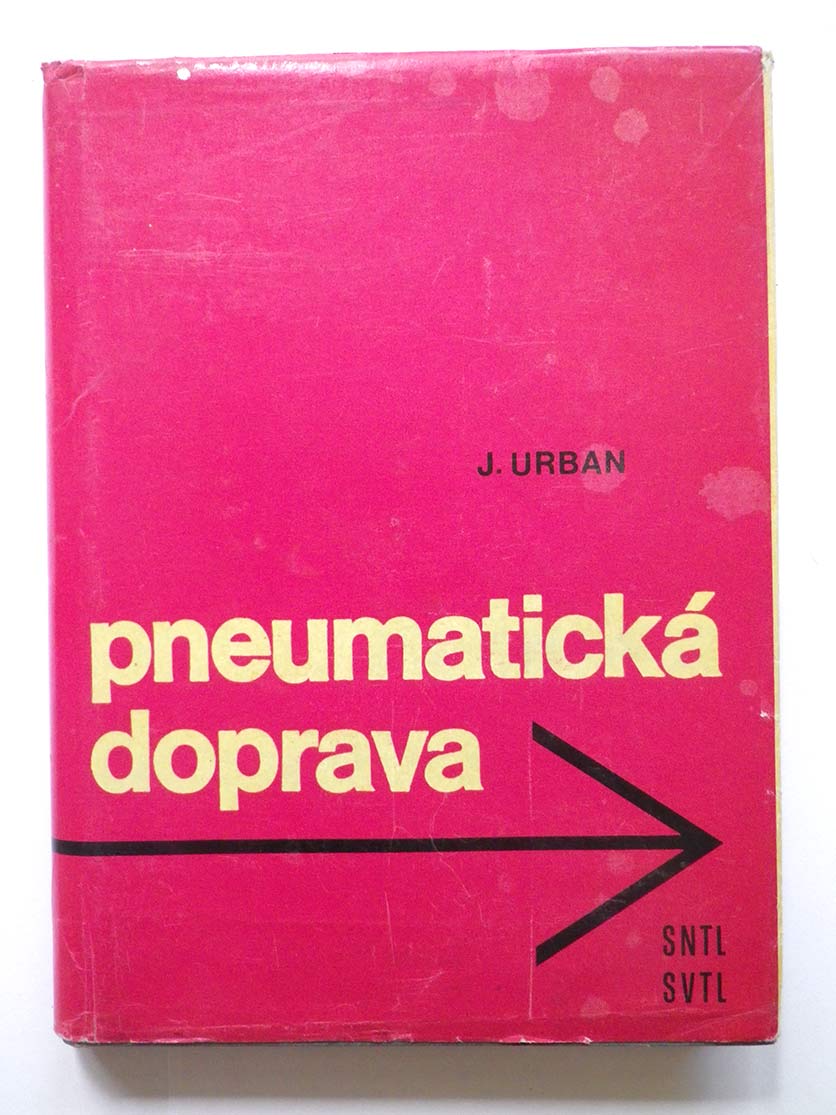 J. URBAN
pneumatická
doprava
SNTL
SVTL